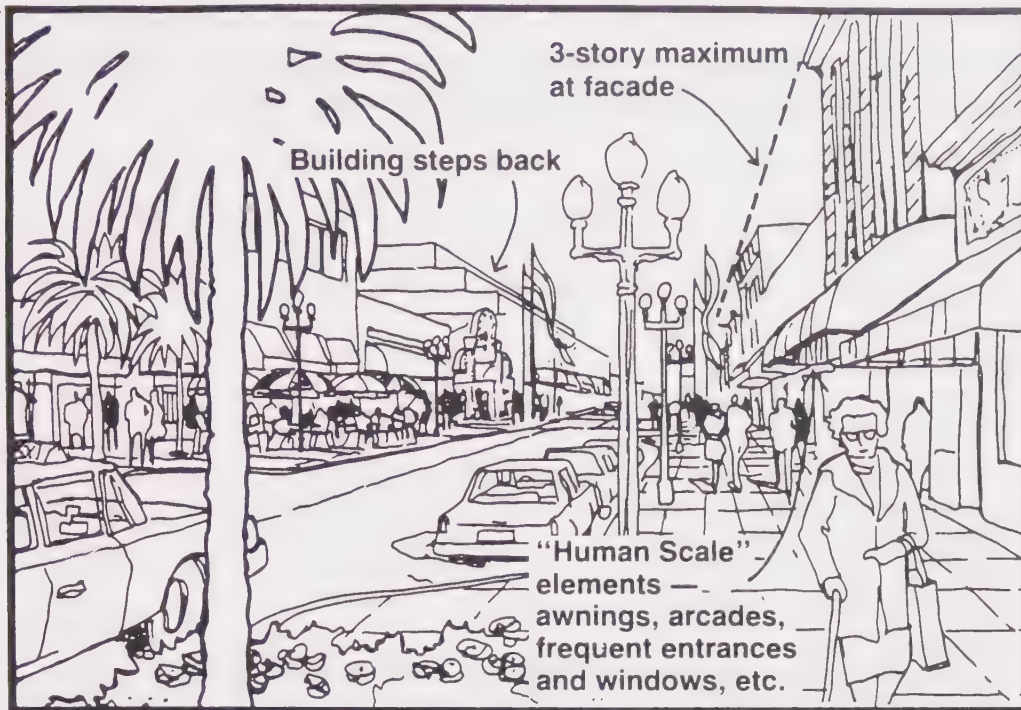 3-story maximum
at facade
Building steps back
“Human Scale”
elements —
awnings, arcades,
frequent entrances
and windows, etc.